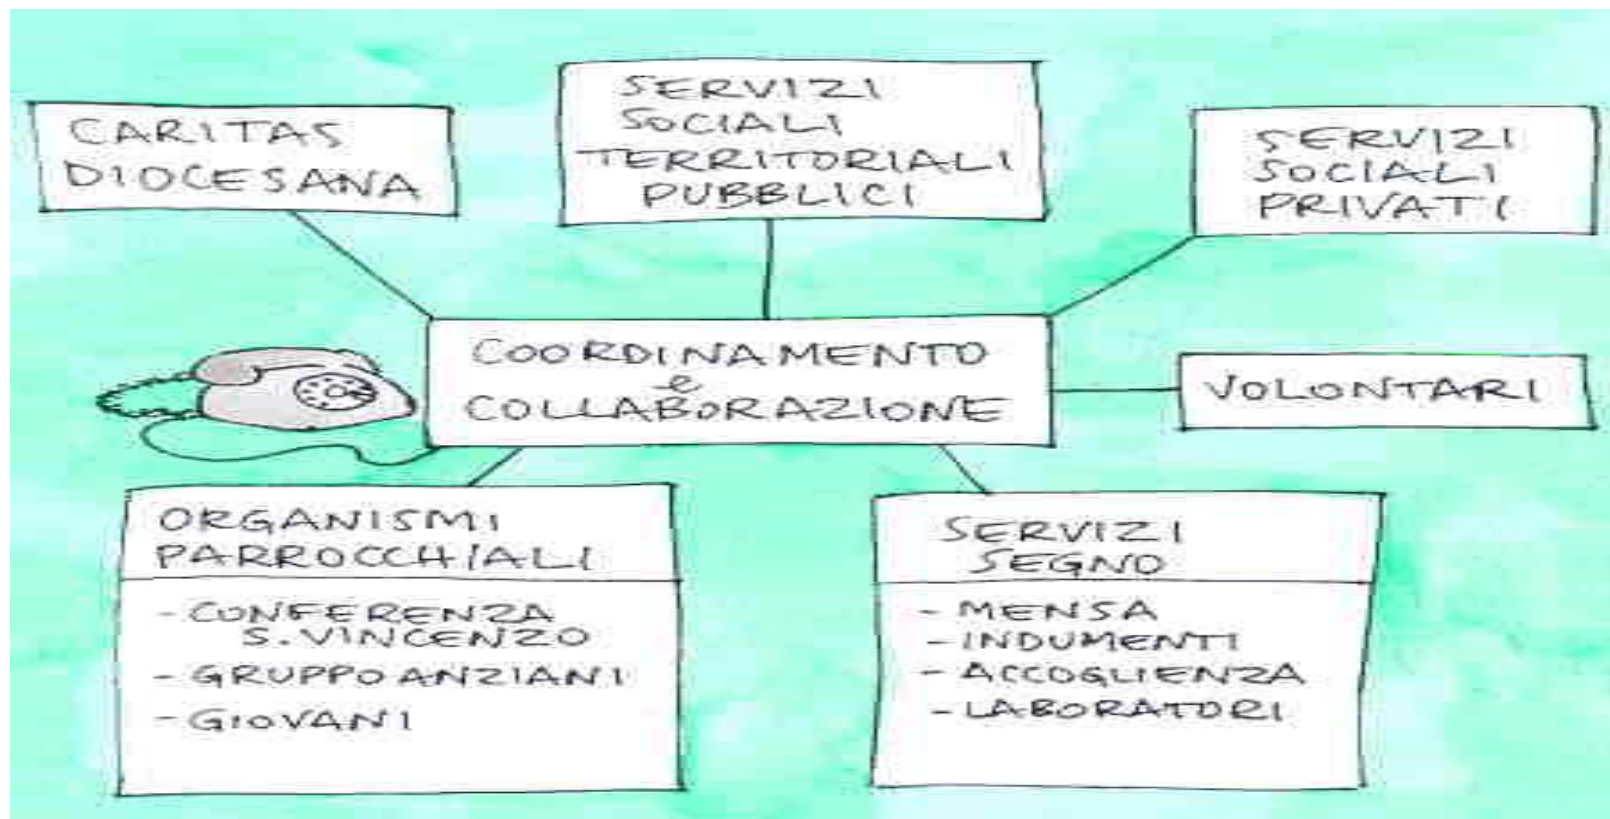 CARITAS
DIOCESANA
SERVIZI
SOCIALI
TERRITORIALI
PUBBLICI
SERVIZI
SOCIALI
PRIVATI
COORDINAMENTO
e
COLLABORAZIONE
VOLONTARI
ORGANISMI
PARROCCHIALI
- CONFERENZA
S. VINCENZO
- GRUPPO ANZIANI
- GIOVANI
SERVIZI
SEGNO
- MENSA
- INDUMENTI
- ACCOGLIENZA
- LABORATORI